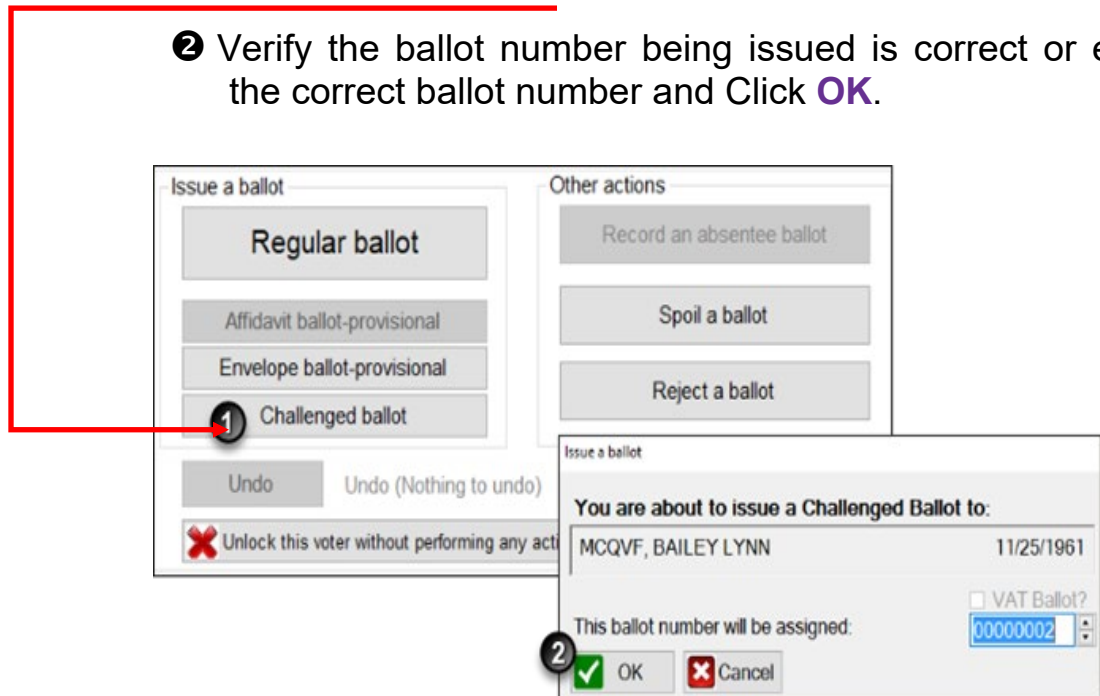 ❷ Verify the ballot number being issued is correct or e
the correct ballot number and Click OK.
Issue a ballot
Regular ballot
Affidavit ballot-provisional
Envelope ballot-provisional
1 Challenged ballot
Undo Undo (Nothing to undo)
Unlock this voter without performing any acti
Other actions
Record an absentee ballot
Spoil a ballot
Reject a ballot
Issue a ballot
You are about to issue a Challenged Ballot to:
MCQVF, BAILEY LYNN 11/25/1961
VAT Ballot?
This ballot number will be assigned: 00000002
2 OK Cancel